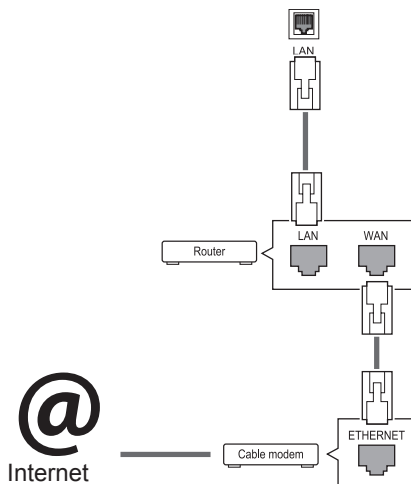 LAN
LAN WAN
Router
ETHERNET
@
Cable modem
Internet